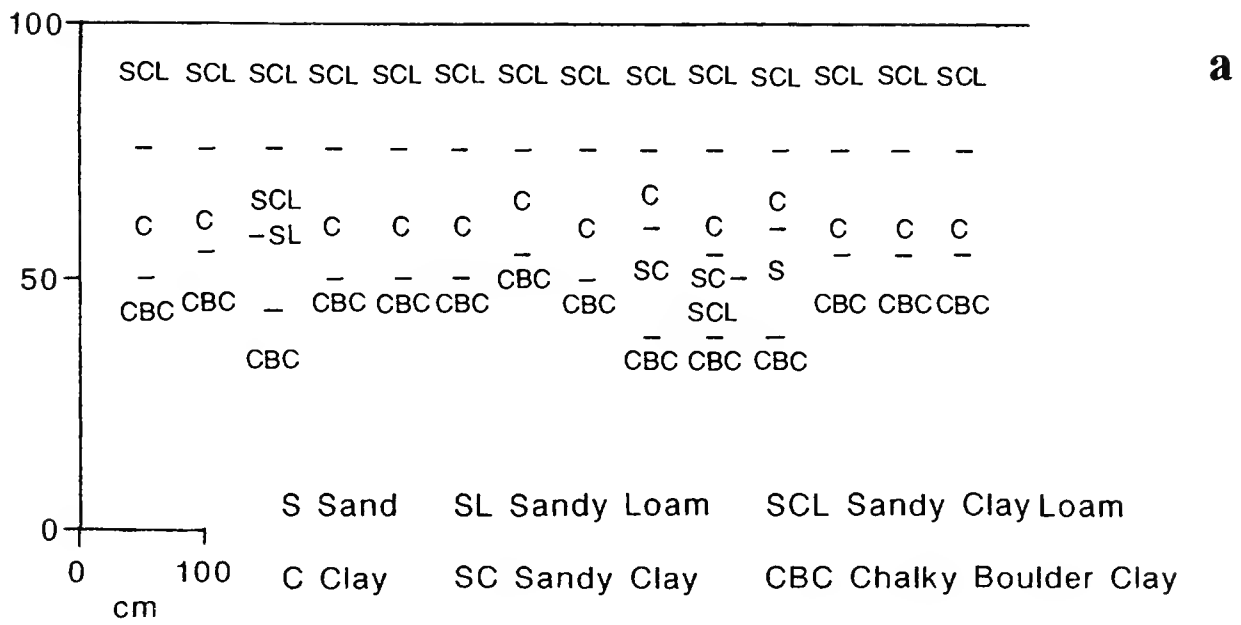 100
a
SCL SCL SCL SCL SCL SCL SCL SCL SCL SCL SCL SCL SCL SCL
C C SCL C C C C C C C C C C C
–SL
50
SC SC– S
CBC CBC CBC CBC CBC CBC CBC CBC CBC CBC
SCL
CBC CBC CBC CBC
0
S Sand SL Sandy Loam SCL Sandy Clay Loam
0 100
C Clay SC Sandy Clay CBC Chalky Boulder Clay
cm